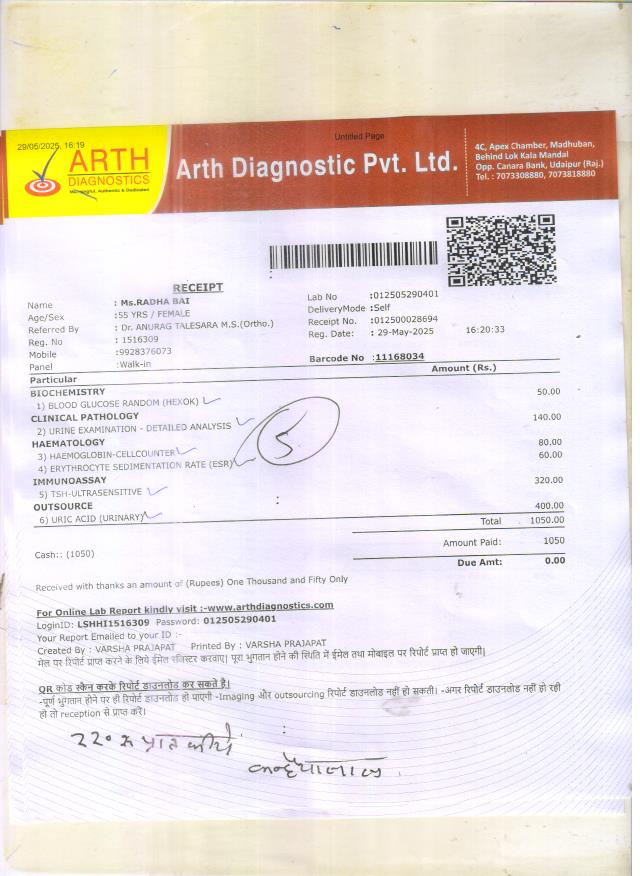 29/05/2025, 16:19
Untitled Page
ARTH
DIAGNOSTICS
Meaningful, Authentic & Dedicated
Arth Diagnostic Pvt. Ltd.
4C, Apex Chamber, Madhuban,
Behind Lok Kala Mandal
Opp. Canara Bank, Udaipur (Raj.)
Tel. : 7073308880, 7073818880
RECEIPT
Name : Ms.RADHA BAI
Age/Sex :55 YRS / FEMALE
Referred By : Dr. ANURAG TALESARA M.S.(Ortho.)
Reg. No : 1516309
Mobile :9928376073
Panel :Walk-in
Lab No :012505290401
DeliveryMode :Self
Receipt No. :012500028694
Reg. Date: : 29-May-2025 16:20:33
Barcode No :11168034
Particular Amount (Rs.)
BIOCHEMISTRY
1) BLOOD GLUCOSE RANDOM (HEXOK) 50.00
CLINICAL PATHOLOGY
2) URINE EXAMINATION - DETAILED ANALYSIS 140.00
HAEMATOLOGY
3) HAEMOGLOBIN-CELLCOUNTER 80.00
4) ERYTHROCYTE SEDIMENTATION RATE (ESR) 60.00
IMMUNOASSAY
5) TSH-ULTRASENSITIVE 320.00
OUTSOURCE
6) URIC ACID (URINARY) 400.00
5
Total 1050.00
Cash:: (1050)
Amount Paid: 1050
Due Amt: 0.00
Received with thanks an amount of (Rupees) One Thousand and Fifty Only
For Online Lab Report kindly visit :-www.arthdiagnostics.com
LoginID: LSHHI1516309 Password: 012505290401
Your Report Emailed to your ID :-
Created By : VARSHA PRAJAPAT Printed By : VARSHA PRAJAPAT
मेल पर रिपोर्ट प्राप्त करने के लिये ईमेल रजिस्टर करवाए। पूरा भुगतान होने की स्थिति में ईमेल तथा मोबाइल पर रिपोर्ट प्राप्त हो जाएगी।
QR कोड स्कैन करके रिपोर्ट डाउनलोड कर सकते है।
-पूर्ण भुगतान होने पर ही रिपोर्ट डाउनलोड हो पाएगी -Imaging और outsourcing रिपोर्ट डाउनलोड नहीं हो सकती। -अगर रिपोर्ट डाउनलोड नहीं हो रही
हो तो reception से प्राप्त करें।
220 रू प्राप्त कीये
कन्हैयालाल